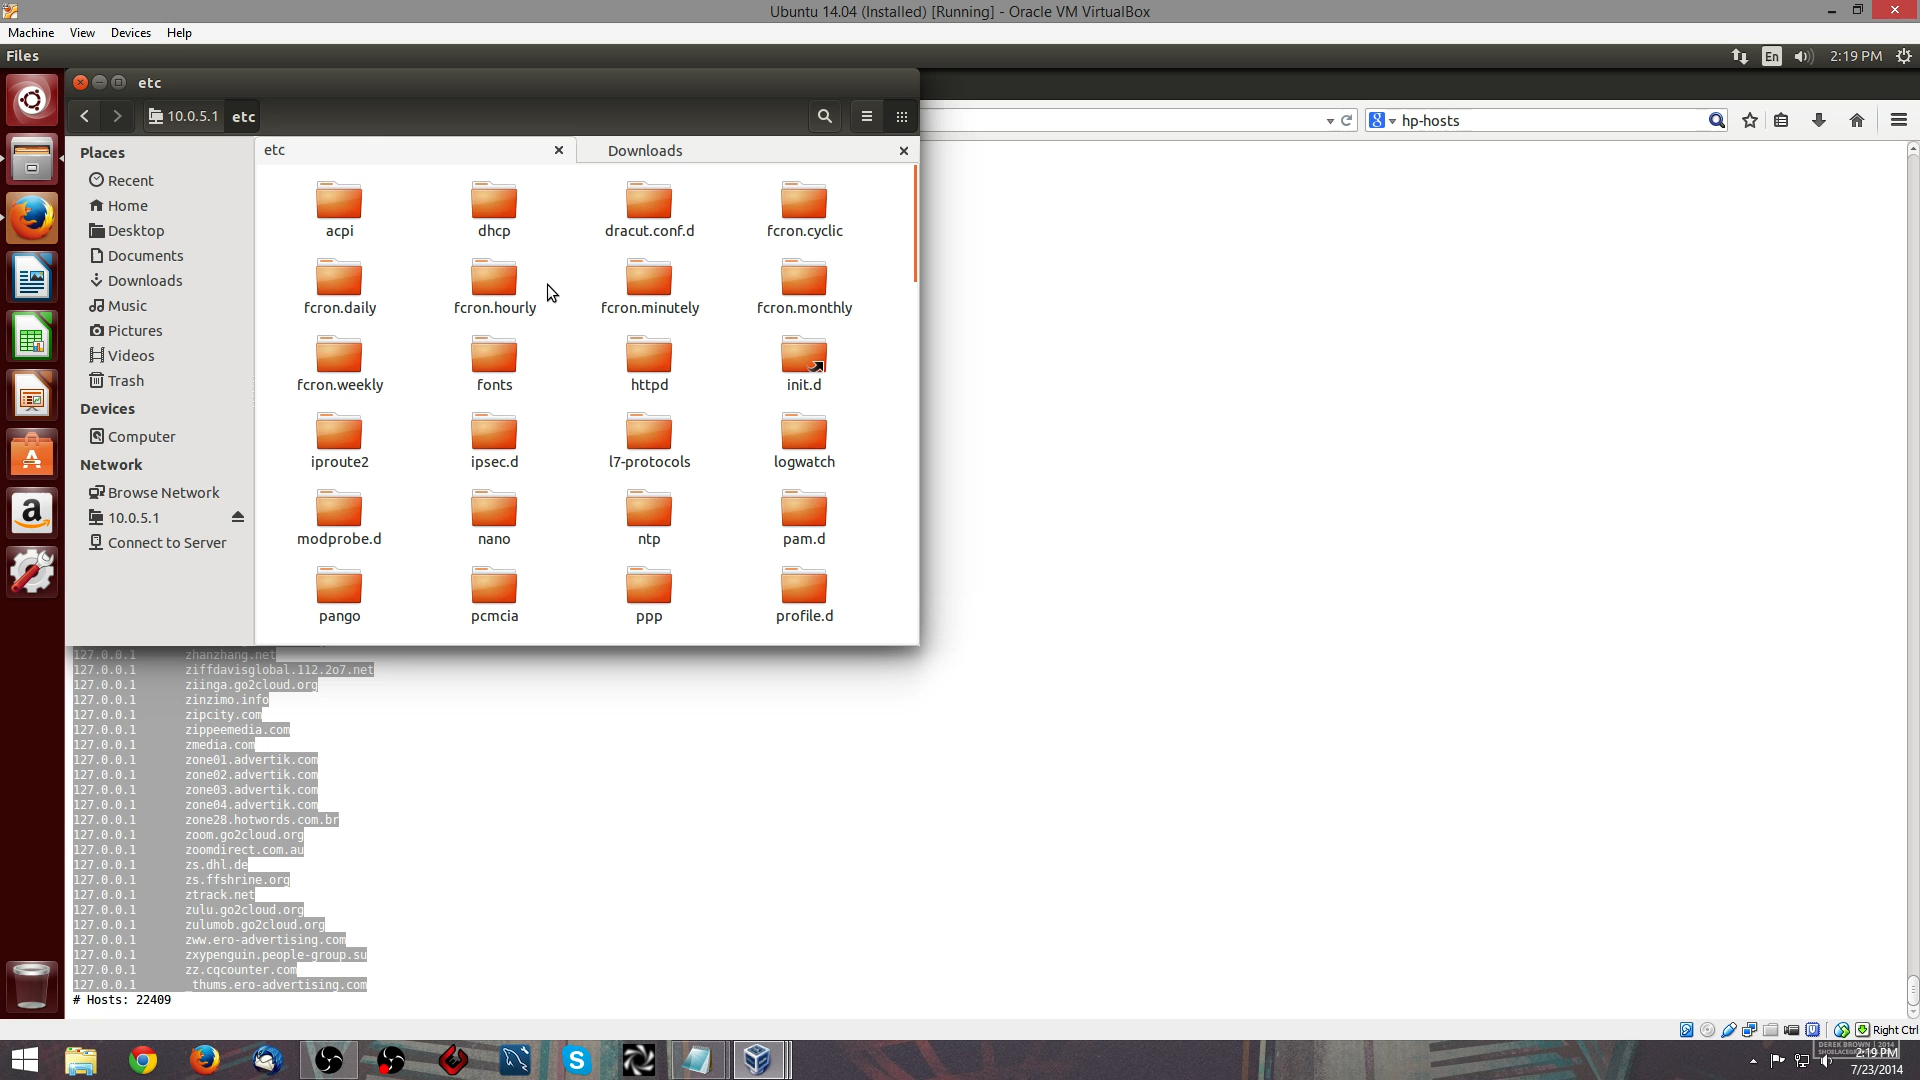 Ubuntu 14.04 (Installed) [Running] - Oracle VM VirtualBox
Machine View Devices Help
Files
En
2:19 PM
etc
10.0.5.1 etc
hp-hosts
Places
Recent
Home
Desktop
Documents
Downloads
Music
Pictures
Videos
Trash
Devices
Computer
Network
Browse Network
10.0.5.1
Connect to Server
etc
Downloads
acpi dhcp dracut.conf.d fcron.cyclic
fcron.daily fcron.hourly fcron.minutely fcron.monthly
fcron.weekly fonts httpd init.d
iproute2 ipsec.d l7-protocols logwatch
modprobe.d nano ntp pam.d
pango pcmcia ppp profile.d
127.0.0.1 zhanzhang.net
127.0.0.1 ziffdavisglobal.112.2o7.net
127.0.0.1 ziinga.go2cloud.org
127.0.0.1 zinzimo.info
127.0.0.1 zipcity.com
127.0.0.1 zippeemedia.com
127.0.0.1 zmedia.com
127.0.0.1 zone01.advertik.com
127.0.0.1 zone02.advertik.com
127.0.0.1 zone03.advertik.com
127.0.0.1 zone04.advertik.com
127.0.0.1 zone28.hotwords.com.br
127.0.0.1 zoom.go2cloud.org
127.0.0.1 zoomdirect.com.au
127.0.0.1 zs.dhl.de
127.0.0.1 zs.ffshrine.org
127.0.0.1 ztrack.net
127.0.0.1 zulu.go2cloud.org
127.0.0.1 zulumob.go2cloud.org
127.0.0.1 zww.ero-advertising.com
127.0.0.1 zxypenguin.people-group.su
127.0.0.1 zz.cqcounter.com
127.0.0.1 _thums.ero-advertising.com
# Hosts: 22409
Right Ctrl
DEREK BROWN | 2014
2:19 PM
7/23/2014